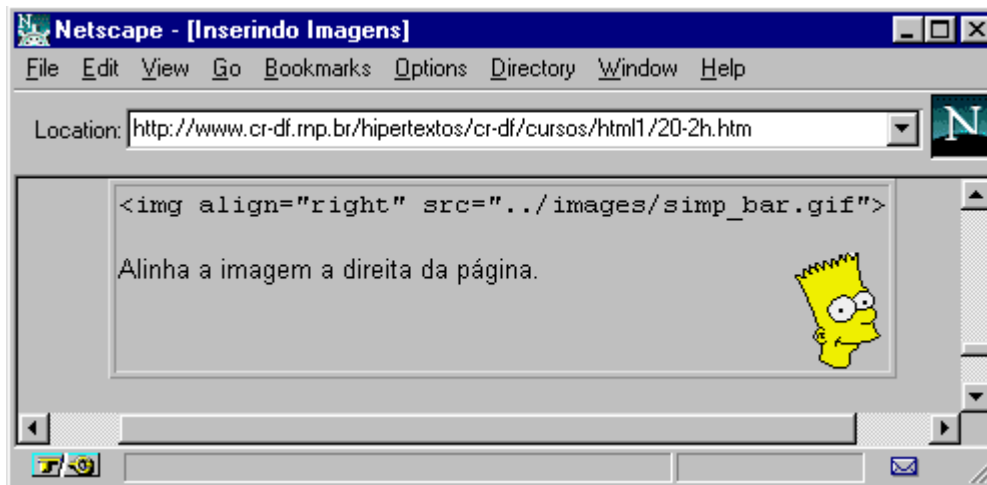 Netscape - [Inserindo Imagens]
File Edit View Go Bookmarks Options Directory Window Help
Location: http://www.cr-df.rnp.br/hipertextos/cr-df/cursos/html1/20-2h.htm
N
<img align="right" src="../images/simp_bar.gif">
Alinha a imagem a direita da página.